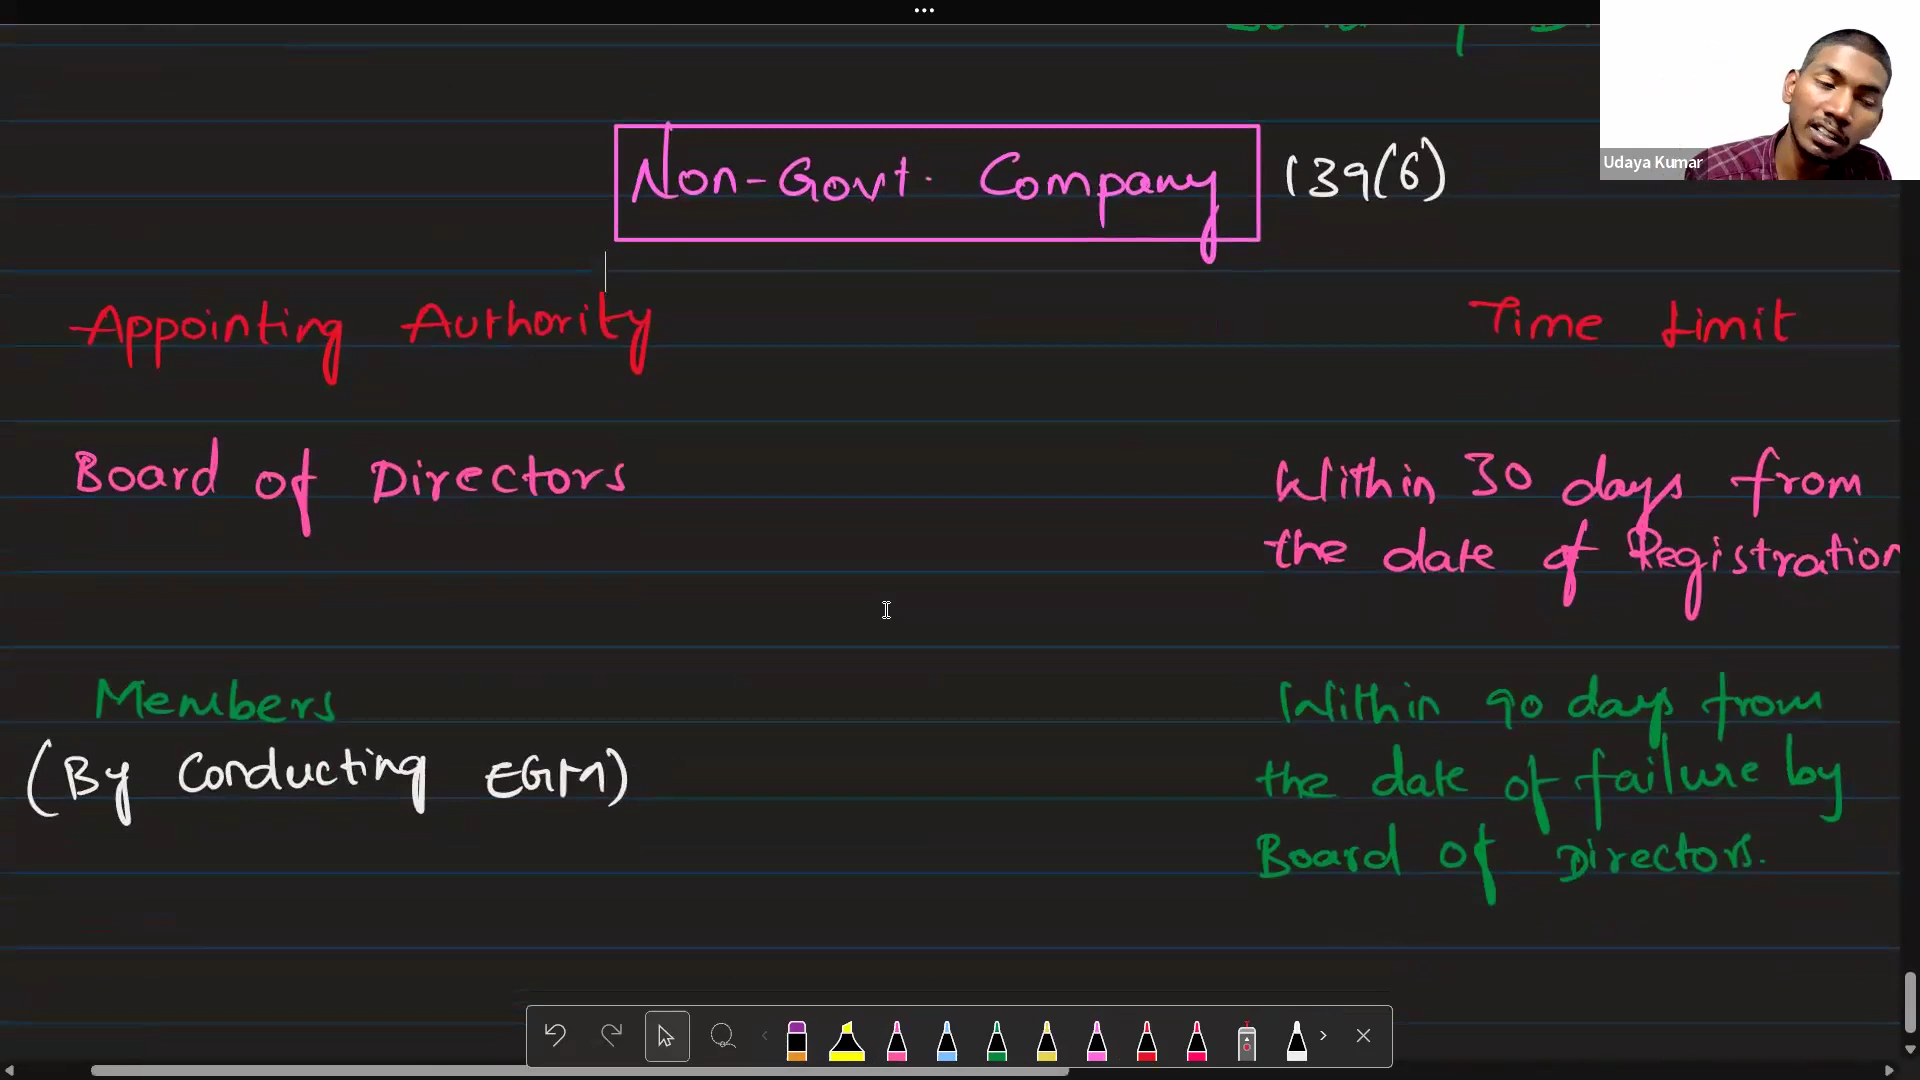 Non-Govt. Company 139(6)
Udaya Kumar
Appointing Authority Time Limit
Board of Directors Within 30 days from
the date of Registration
Members Within 90 days from
(By Conducting EGM) the date of failure by
Board of Directors.